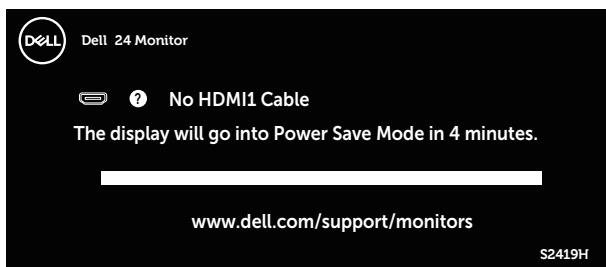 DELL
Dell 24 Monitor
? No HDMI1 Cable
The display will go into Power Save Mode in 4 minutes.
www.dell.com/support/monitors
S2419H